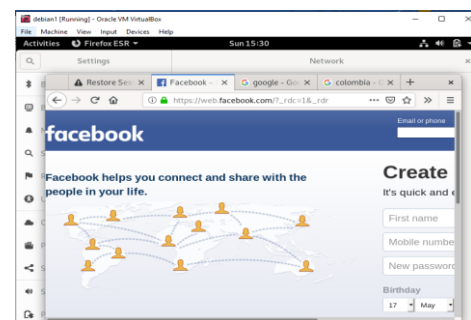 debian1 [Running] - Oracle VM VirtualBox
File Machine View Input Devices Help
Activities Firefox ESR Sun 15:30
Settings Network
Restore Ses Facebook - google - Goo colombia - G
https://web.facebook.com/?_rdc=1&_rdr
facebook
Email or phone
Facebook helps you connect and share with the
people in your life.
Create
It's quick and e
First name
Mobile numbe
New password
Birthday
17 May